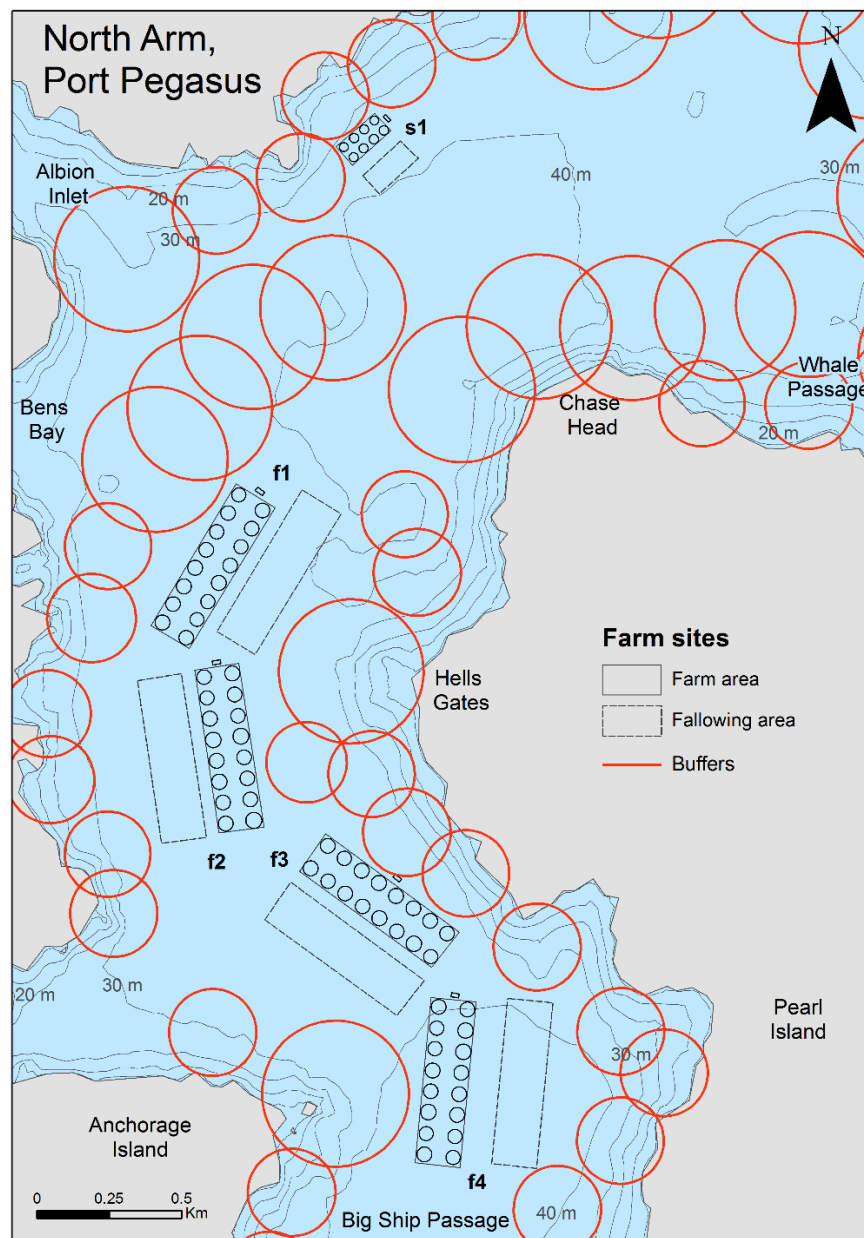 North Arm,
Port Pegasus
N
s1
Albion
Inlet
20 m
30 m
40 m
30 m
Whale
Passage
Bens
Bay
Chase
Head
20 m
f1
Hells
Gates
Farm sites
Farm area
Fallowing area
Buffers
f2
f3
20 m
30 m
Pearl
Island
30 m
Anchorage
Island
f4
0
0.25
0.5
Km
Big Ship Passage
40 m